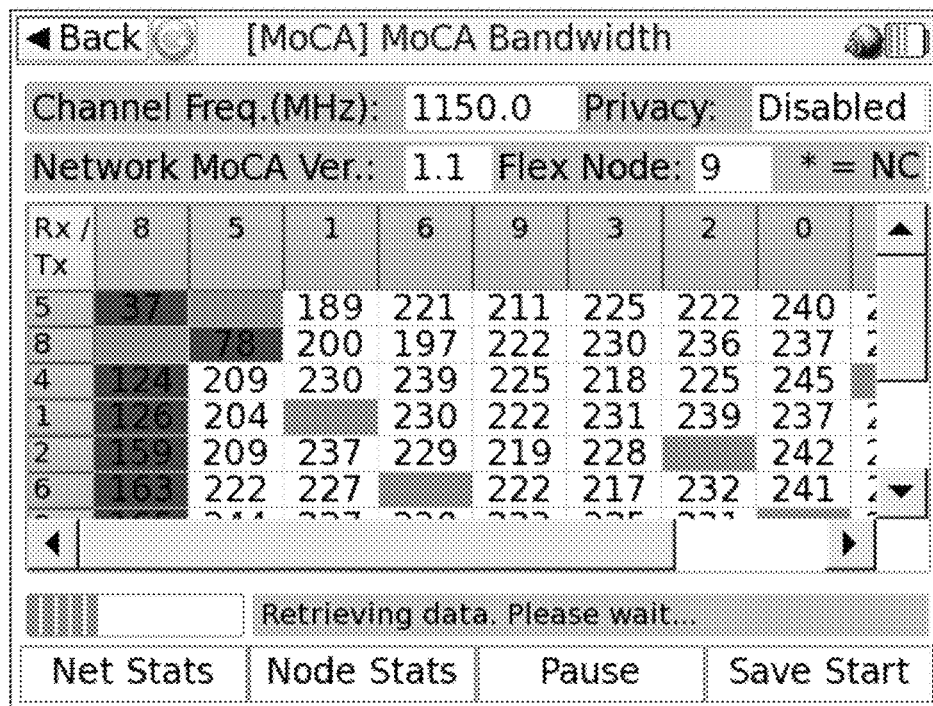 ◀ Back [MoCA] MoCA Bandwidth
Channel Freq.(MHz): 1150.0 Privacy: Disabled
Network MoCA Ver.: 1.1 Flex Node: 9 * = NC
Rx / Tx 8 5 1 6 9 3 2 0
5 37 189 221 211 225 222 240
8 78 200 197 222 230 236 237
4 124 209 230 239 225 218 225 245
1 126 204 230 222 231 239 237
2 159 209 237 229 219 228 242
6 163 222 227 222 217 232 241
Retrieving data. Please wait...
Net Stats Node Stats Pause Save Start